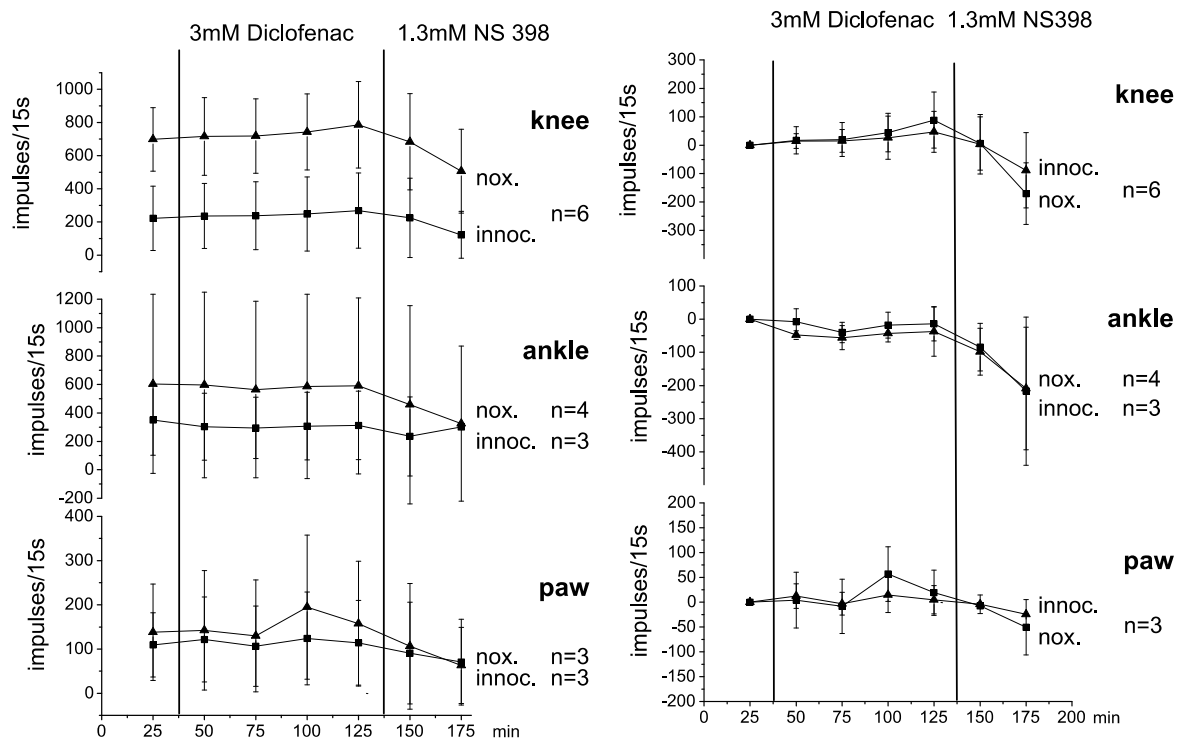 3mM Diclofenac 1.3mM NS 398
impulses/15s
1000
800
600
400
200
0
knee
nox.
n=6
innoc.
impulses/15s
1200
1000
800
600
400
200
0
-200
ankle
nox. n=4
innoc. n=3
impulses/15s
400
300
200
100
0
paw
nox. n=3
innoc. n=3
0 25 50 75 100 125 150 175 min
3mM Diclofenac 1.3mM NS398
impulses/15s
300
200
100
0
-100
-200
-300
knee
innoc.
nox. n=6
impulses/15s
0
-100
-200
-300
-400
ankle
nox. n=4
innoc. n=3
impulses/15s
200
150
100
50
0
-50
-100
-150
-200
paw
innoc.
nox. n=3
0 25 50 75 100 125 150 175 200 min